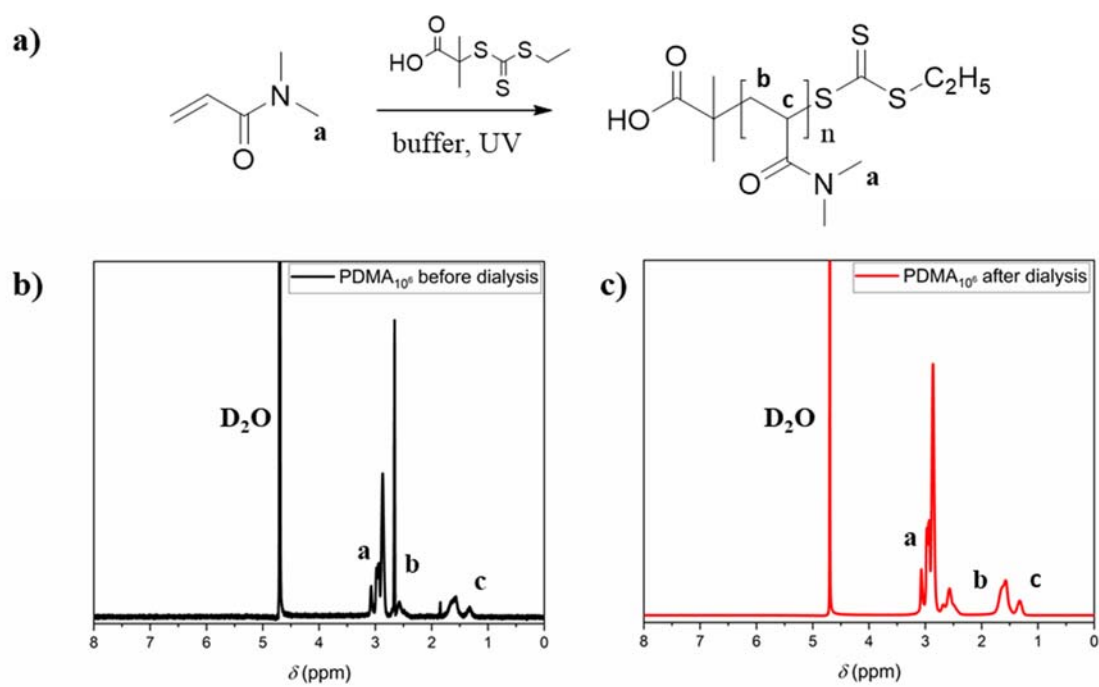 a)
O
HO
S
S
S
N
O
a
buffer, UV
O
HO
b
c
n
S
S
S
C2H5
O
N
a
b)
PDMA10⁶ before dialysis
D2O
a
b
c
8 7 6 5 4 3 2 1 0
δ (ppm)
c)
PDMA10⁶ after dialysis
D2O
a
b
c
8 7 6 5 4 3 2 1 0
δ (ppm)